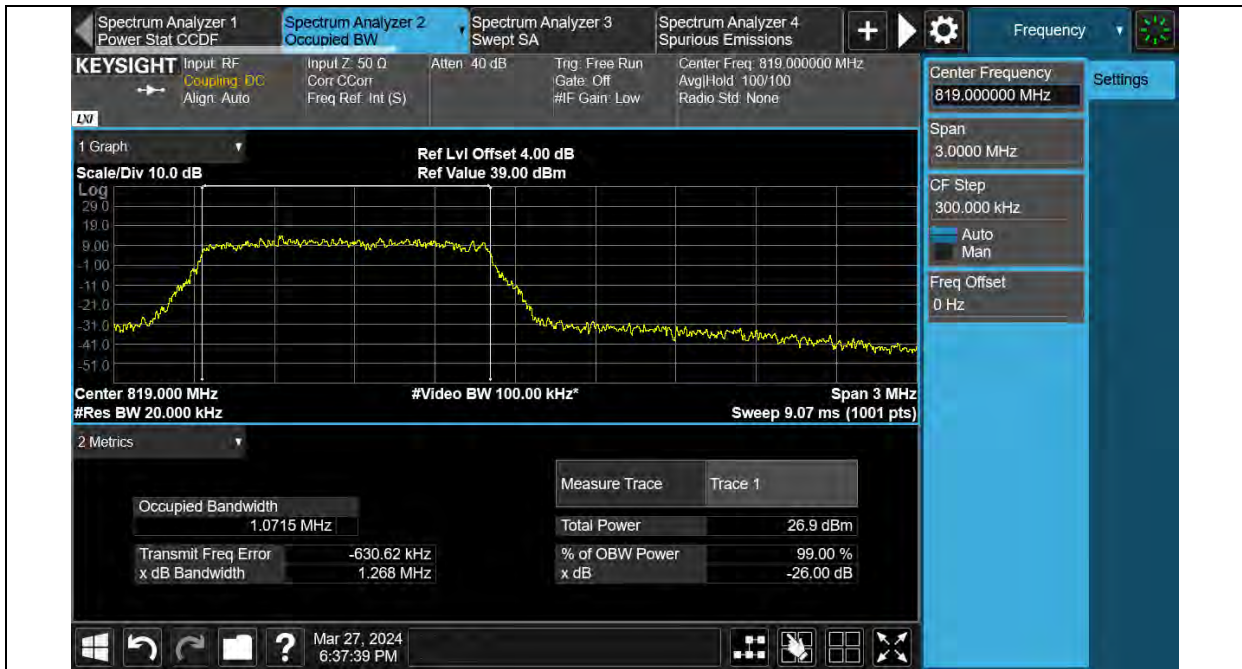 Spectrum Analyzer 1
Power Stat CCDF
Spectrum Analyzer 2
Occupied BW
Spectrum Analyzer 3
Swept SA
Spectrum Analyzer 4
Spurious Emissions
Frequency
KEYSIGHT
LXI
Input: RF
Coupling: DC
Align: Auto
Input Z: 50 Ω
Corr CCorr
Freq Ref: Int (S)
Atten: 40 dB
Trig: Free Run
Gate: Off
#IF Gain: Low
Center Freq: 819.000000 MHz
Avg|Hold: 100/100
Radio Std: None
Center Frequency
819.000000 MHz
Settings
Span
3.0000 MHz
CF Step
300.000 kHz
Auto
Man
Freq Offset
0 Hz
1 Graph
Scale/Div 10.0 dB
Ref Lvl Offset 4.00 dB
Ref Value 39.00 dBm
Log
29.0
19.0
9.00
-1.00
-11.0
-21.0
-31.0
-41.0
-51.0
Center 819.000 MHz
#Video BW 100.00 kHz*
Span 3 MHz
#Res BW 20.000 kHz
Sweep 9.07 ms (1001 pts)
2 Metrics
Measure Trace
Trace 1
Occupied Bandwidth
1.0715 MHz
Total Power
26.9 dBm
Transmit Freq Error
-630.62 kHz
% of OBW Power
99.00 %
x dB Bandwidth
1.268 MHz
x dB
-26.00 dB
?
Mar 27, 2024
6:37:39 PM